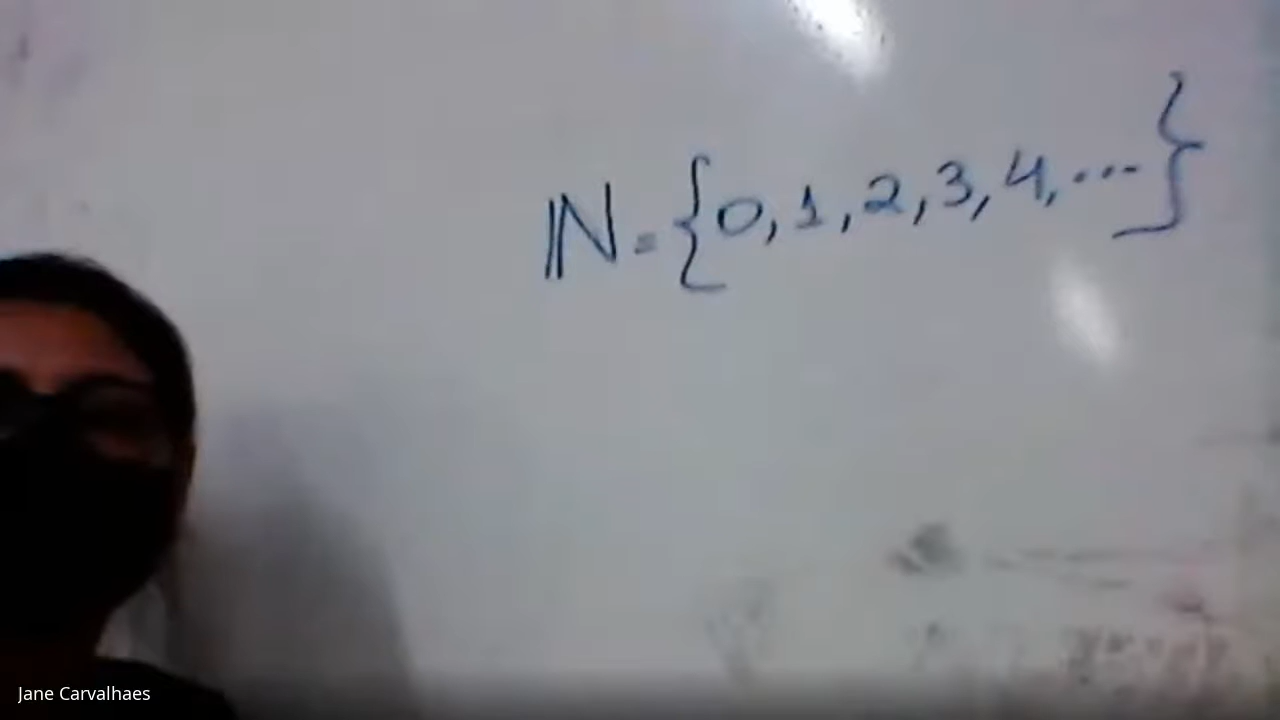 ℕ = {0, 1, 2, 3, 4, ...}
Jane Carvalhaes